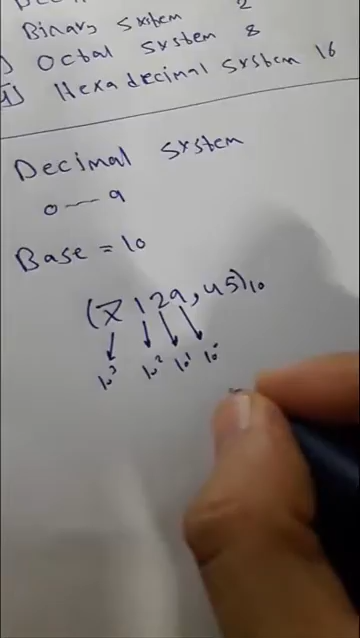 Binary system 2
) Octal system 8
Hexa decimal system 16
Decimal system
0 — 9
Base = 10
(7129,45)10
10³ 10² 10¹ 10⁰